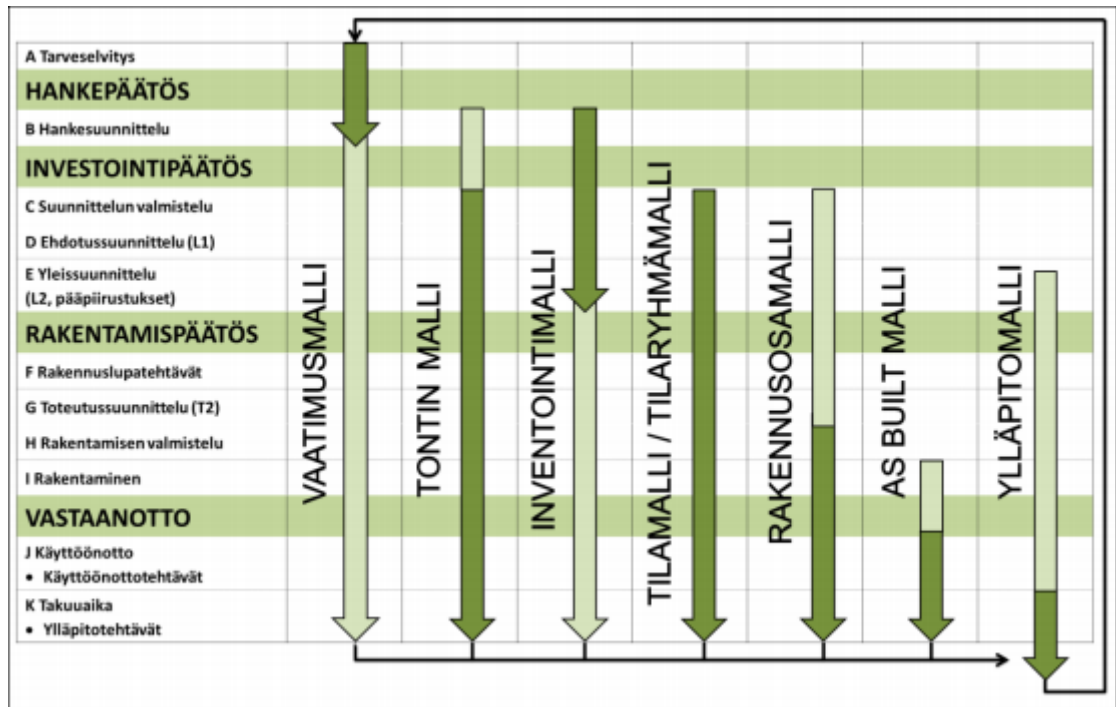 A Tarveselvitys
HANKEPÄÄTÖS
B Hankesuunnittelu
INVESTOINTIPÄÄTÖS
C Suunnittelun valmistelu
D Ehdotussuunnittelu (L1)
E Yleissuunnittelu
(L2, pääpiirustukset)
RAKENTAMISPÄÄTÖS
F Rakennuslupatehtävät
G Toteutussuunnittelu (T2)
H Rakentamisen valmistelu
I Rakentaminen
VASTAANOTTO
J Käyttöönotto
• Käyttöönottotehtävät
K Takuuaika
• Ylläpitotehtävät
VAATIMUSMALLI
TONTIN MALLI
INVENTOINTIMALLI
TILAMALLI / TILARYHMÄMALLI
RAKENNUSOSAMALLI
AS BUILT MALLI
YLLÄPITOMALLI